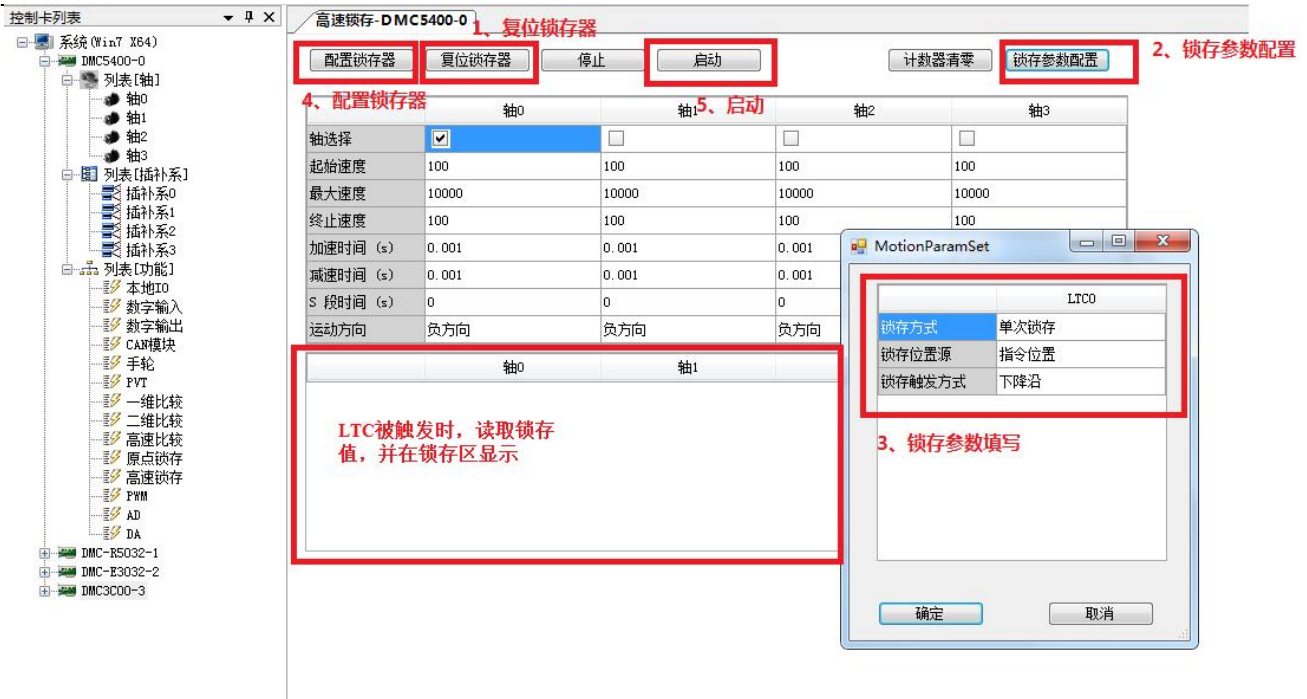 控制卡列表
系统(Win7 X64)
DMC5400-0
列表[轴]
轴0
轴1
轴2
轴3
列表[插补系]
插补系0
插补系1
插补系2
插补系3
列表[功能]
本地IO
数字输入
数字输出
CAN模块
手轮
PVT
一维比较
二维比较
高速比较
原点锁存
高速锁存
PWM
AD
DA
DMC-R5032-1
DMC-E3032-2
DMC3C00-3
高速锁存-DMC5400-0
1、复位锁存器
配置锁存器 复位锁存器 停止 启动 计数器清零 锁存参数配置
2、锁存参数配置
4、配置锁存器
5、启动
轴0 轴1 轴2 轴3
轴选择
起始速度 100 100 100 100
最大速度 10000 10000 10000 10000
终止速度 100 100 100 100
加速时间 (s) 0.001 0.001 0.001
减速时间 (s) 0.001 0.001 0.001
S 段时间 (s) 0 0 0
运动方向 负方向 负方向 负方向
轴0 轴1
LTC被触发时，读取锁存
值，并在锁存区显示
MotionParamSet
LTC0
锁存方式 单次锁存
锁存位置源 指令位置
锁存触发方式 下降沿
3、锁存参数填写
确定 取消